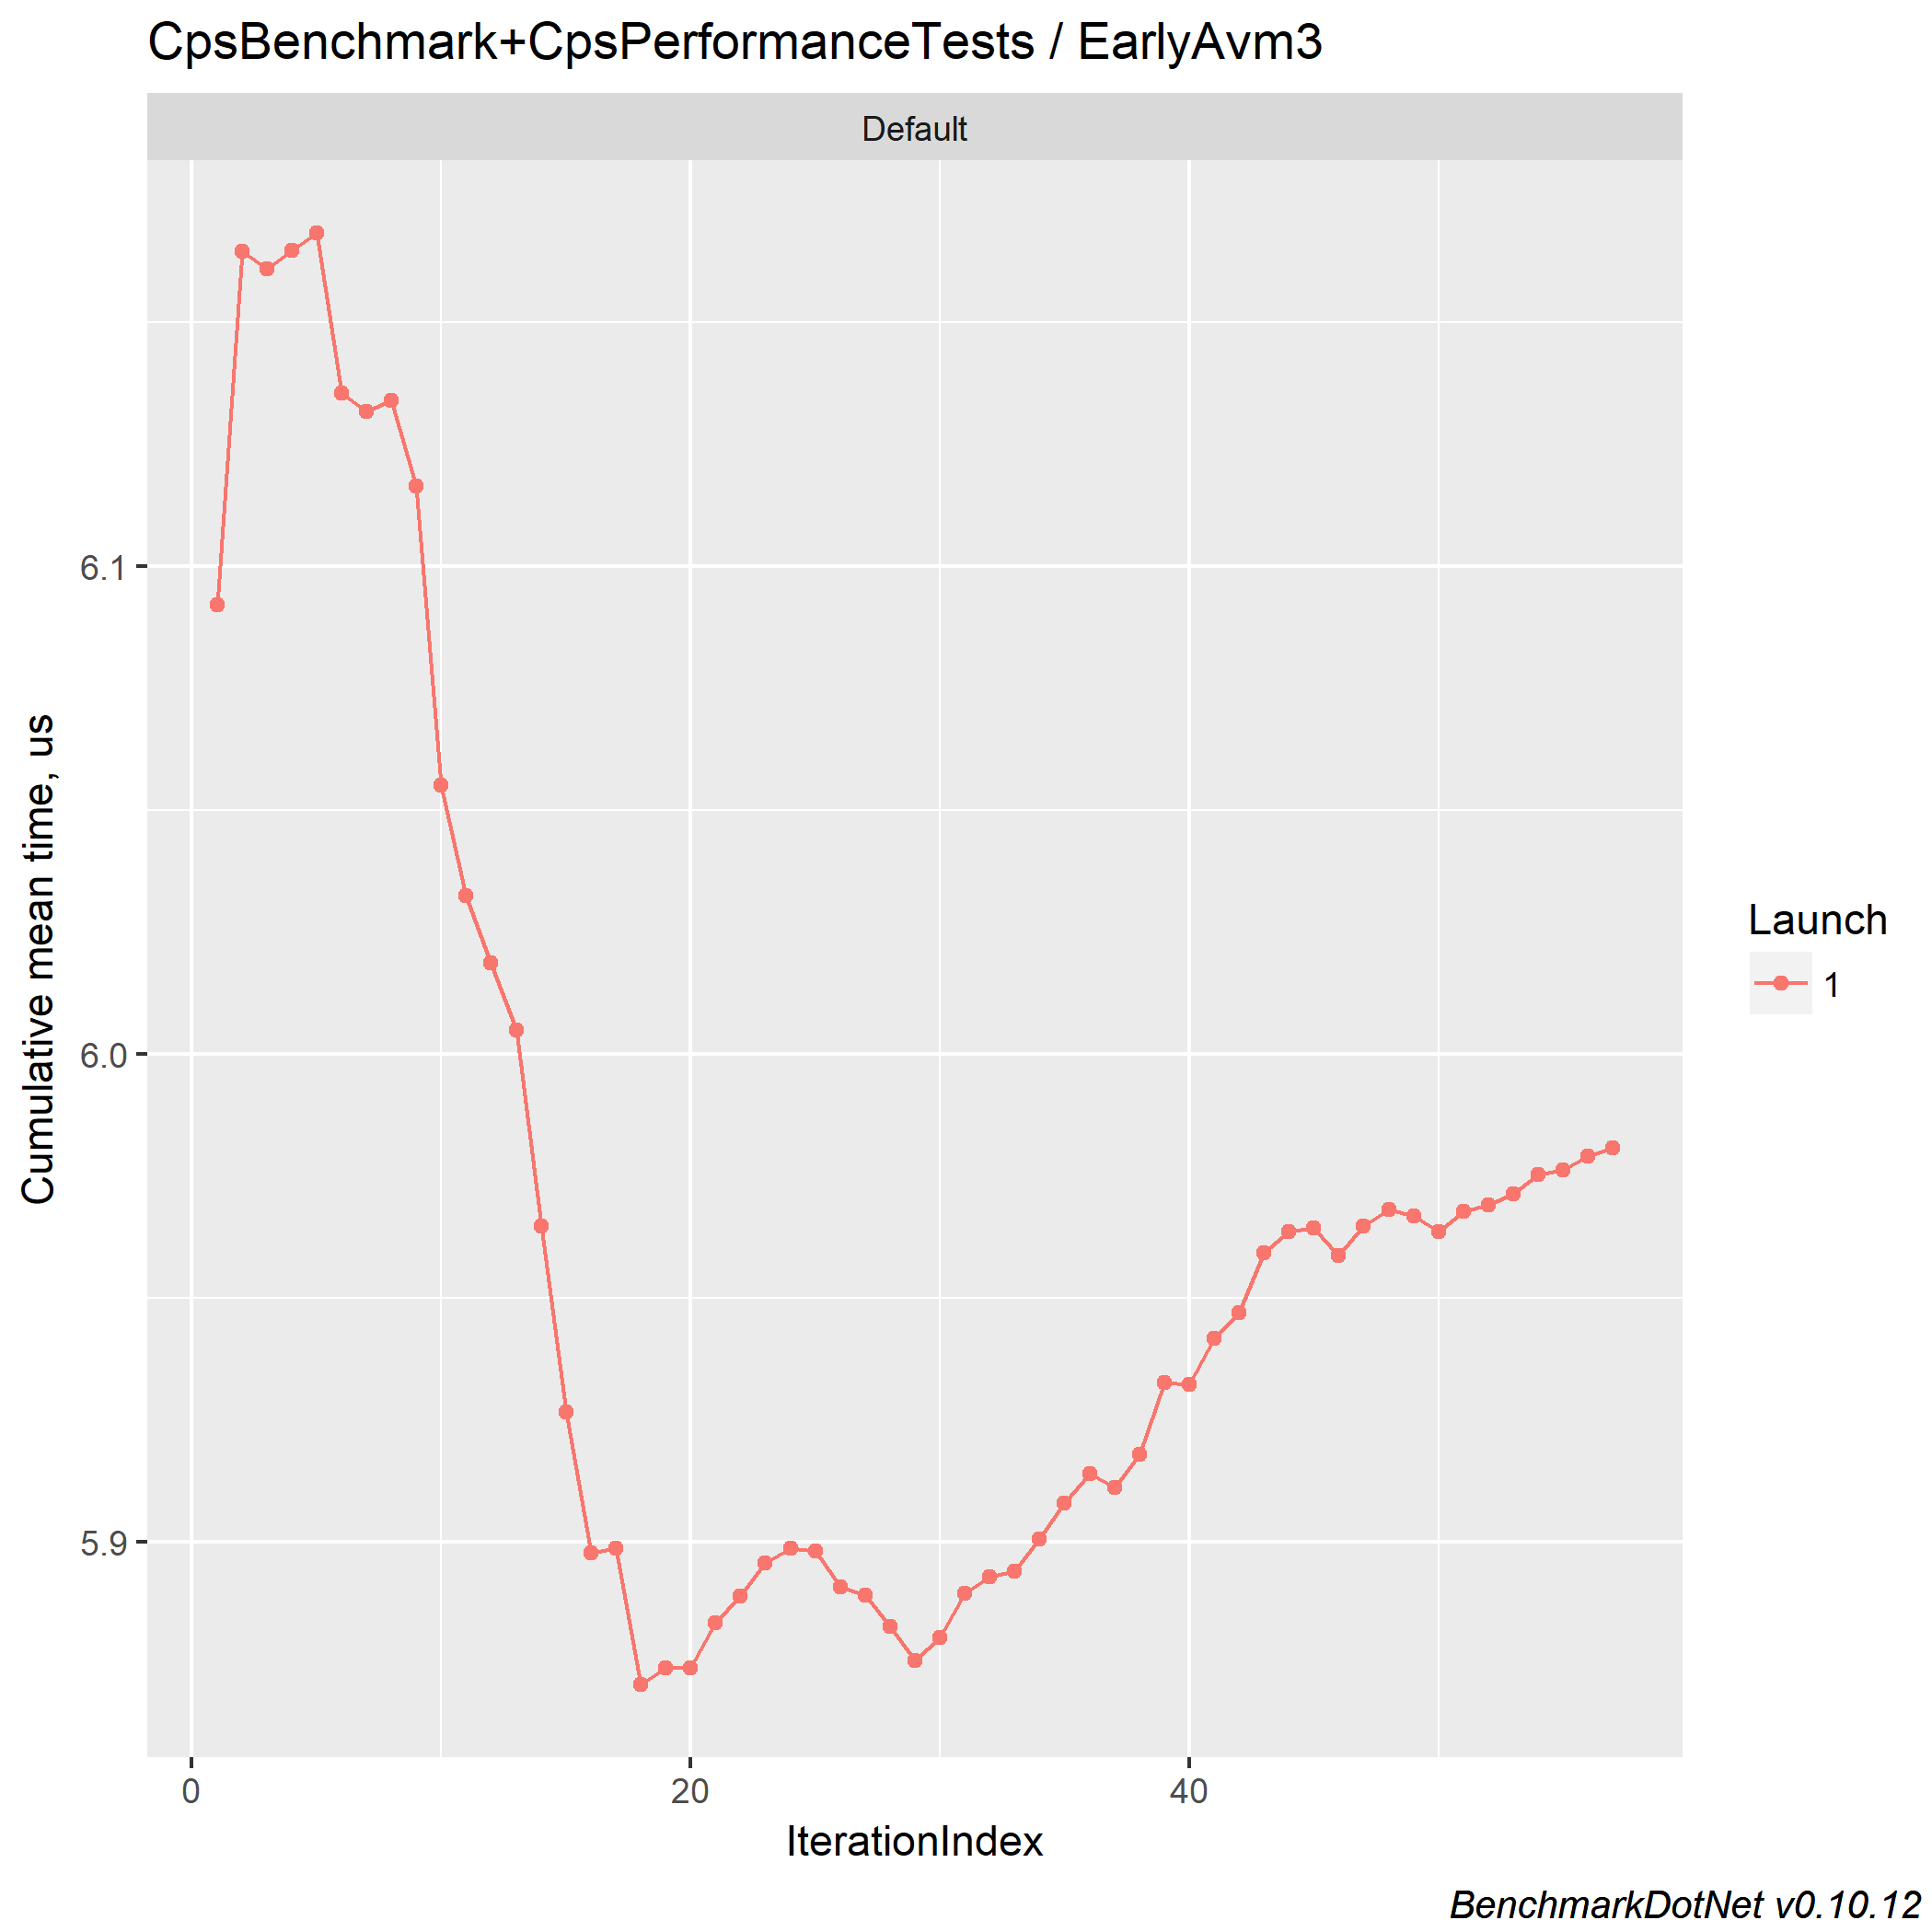 CpsBenchmark+CpsPerformanceTests / EarlyAvm3
Default
6.1
6.0
5.9
Cumulative mean time, us
0 20 40
IterationIndex
Launch
1
BenchmarkDotNet v0.10.12